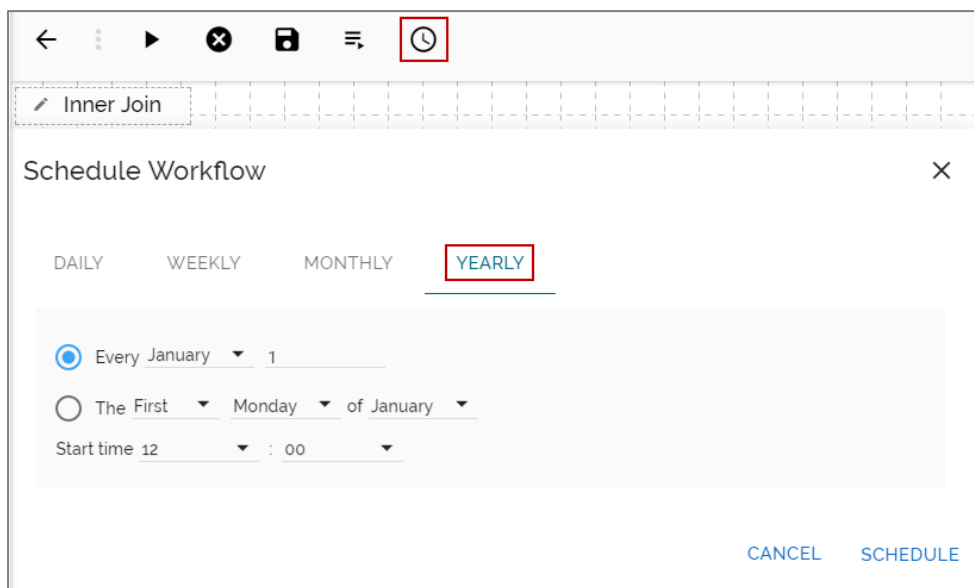 Inner Join
Schedule Workflow
DAILY WEEKLY MONTHLY YEARLY
Every January 1
The First Monday of January
Start time 12 : 00
CANCEL SCHEDULE